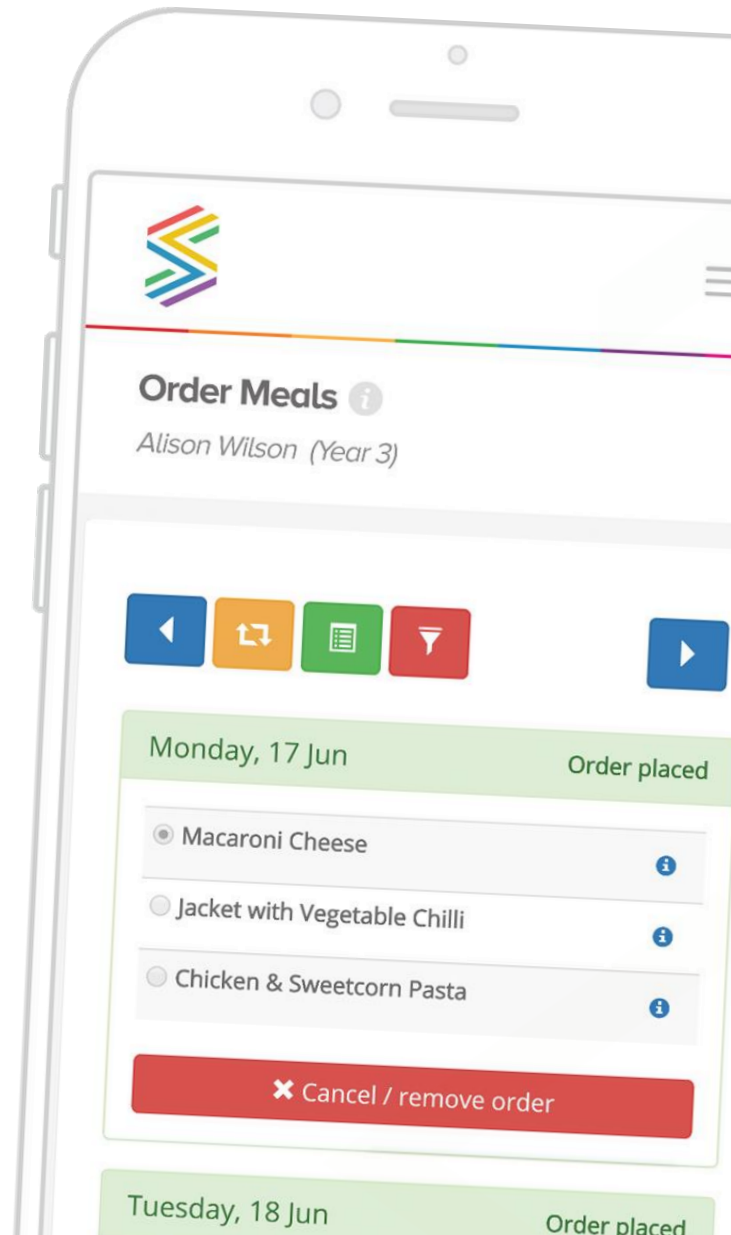 Order Meals
Alison Wilson (Year 3)
Monday, 17 Jun
Order placed
Macaroni Cheese
Jacket with Vegetable Chilli
Chicken & Sweetcorn Pasta
Cancel / remove order
Tuesday, 18 Jun
Order placed